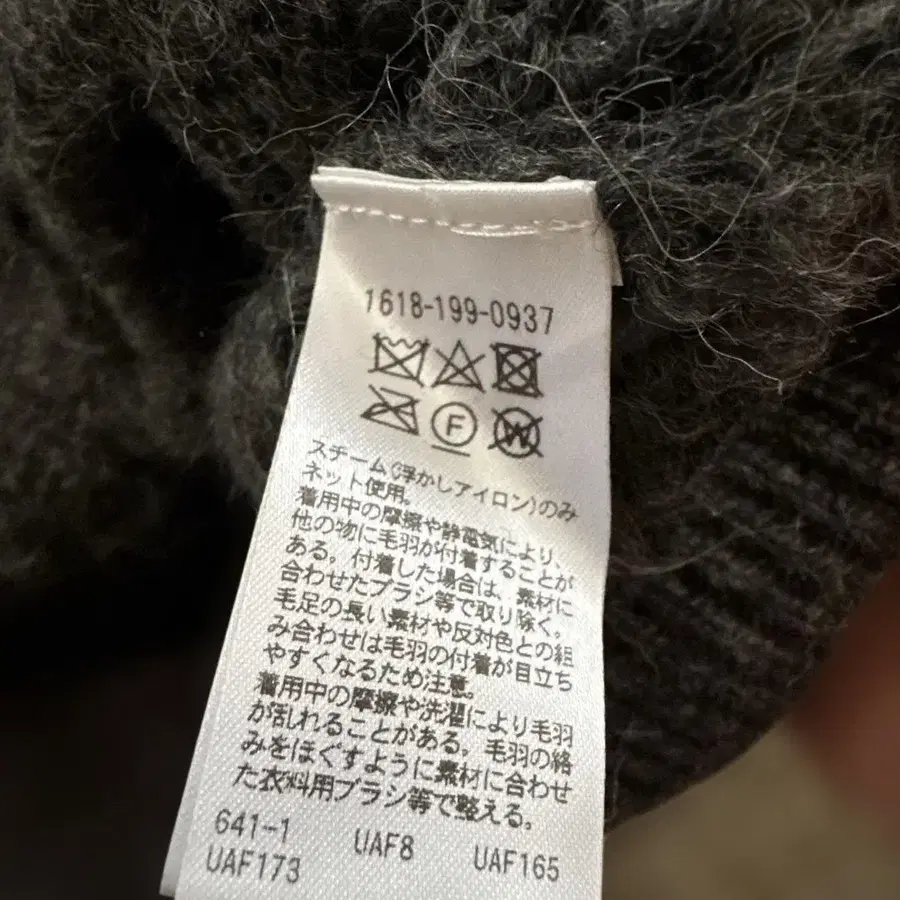 1618-199-0937
F W
スチーム(浮かしアイロン)のみ
ネット使用。
着用中の摩擦や静電気により、
他の物に毛羽が付着することが
ある。付着した場合は、素材に
合わせたブラシ等で取り除く。
毛足の長い素材や反対色との組
み合わせは毛羽の付着が目立ち
やすくなるため注意。
着用中の摩擦や洗濯により毛羽
が乱れることがある。毛羽の絡
みをほぐすように素材に合わせ
た衣料用ブラシ等で整える。
641-1 UAF8 UAF165
UAF173